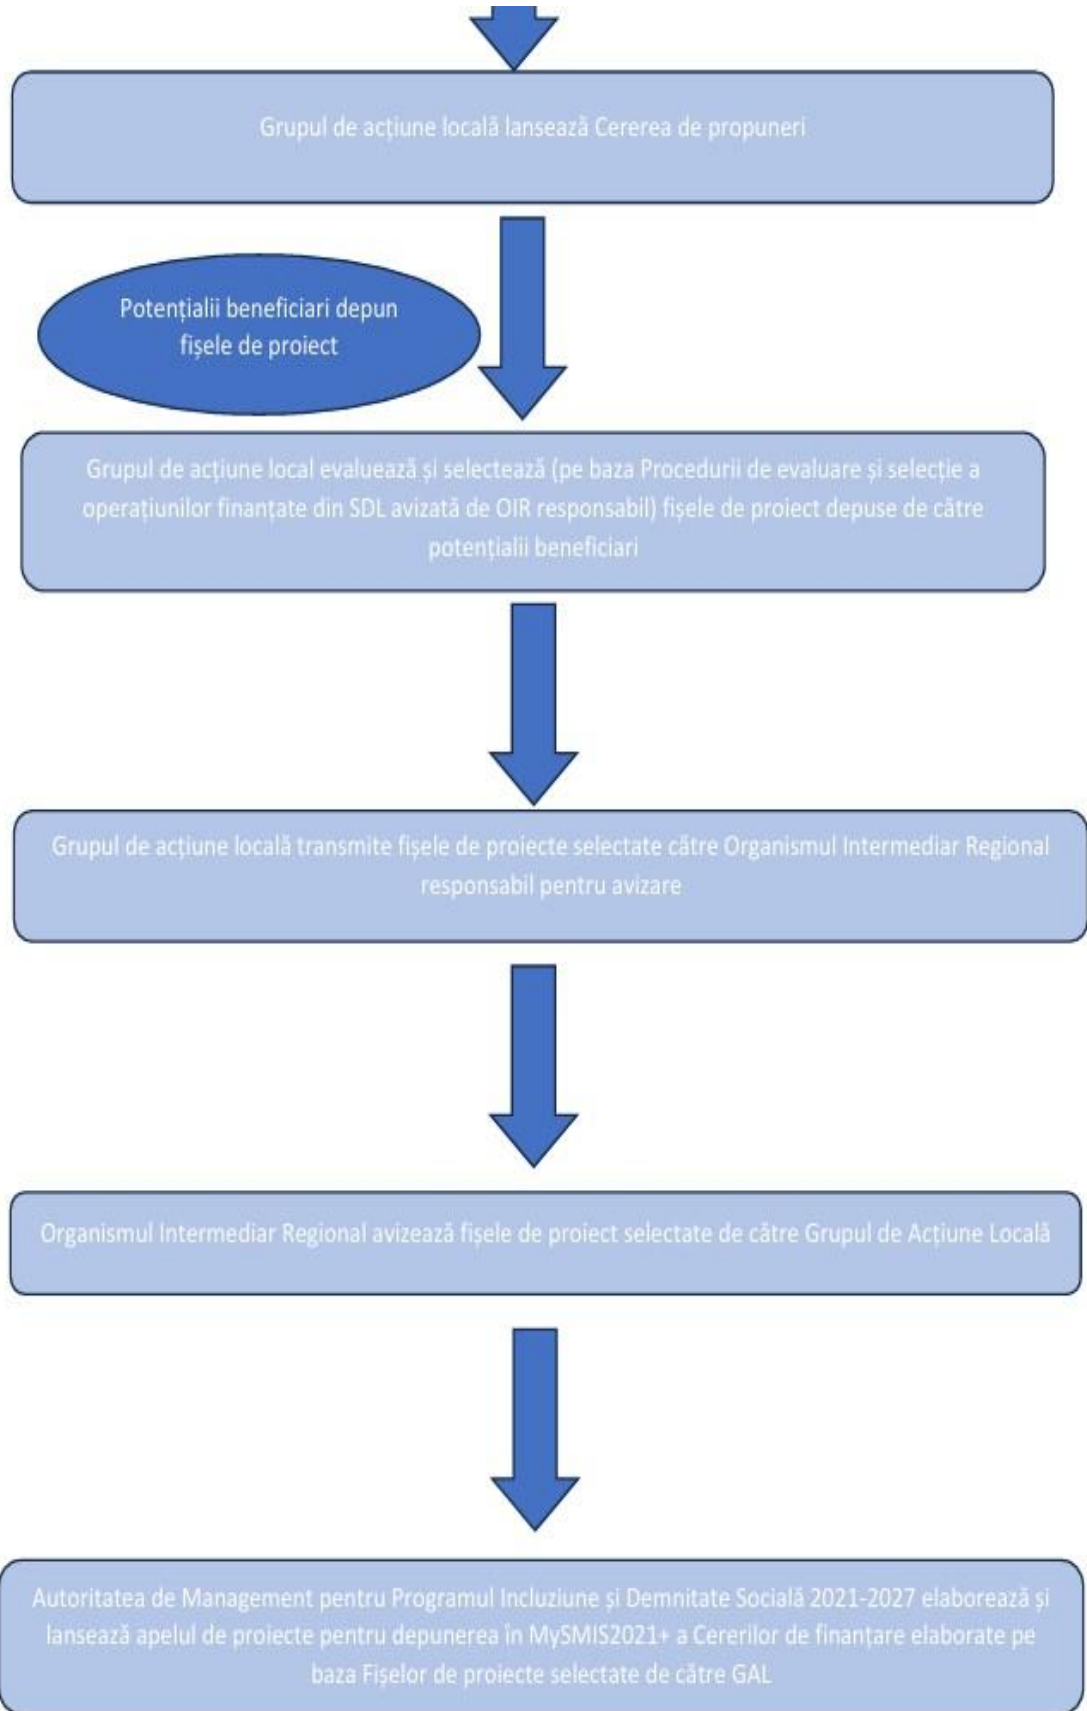 Grupul de acțiune locală lansează Cererea de propuneri
Potențialii beneficiari depun
fișele de proiect
Grupul de acțiune local evaluează și selectează (pe baza Procedurii de evaluare și selecție a
operațiunilor finanțate din SDL avizată de OIR responsabil) fișele de proiect depuse de către
potențialii beneficiari
Grupul de acțiune locală transmite fișele de proiecte selectate către Organismul Intermediar Regional
responsabil pentru avizare
Organismul Intermediar Regional avizează fișele de proiect selectate de către Grupul de Acțiune Locală
Autoritatea de Management pentru Programul Incluziune și Demnitate Socială 2021-2027 elaborează și
lansează apelul de proiecte pentru depunerea în MySMIS2021+ a Cererilor de finanțare elaborate pe
baza Fișelor de proiecte selectate de către GAL